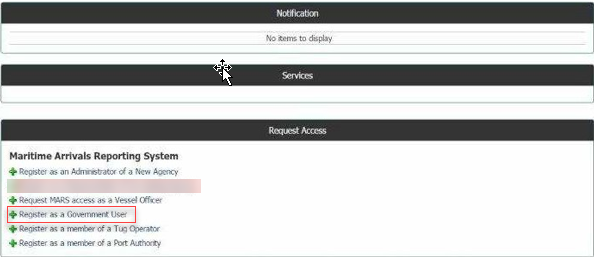 Notification
No items to display
Services
Request Access
Maritime Arrivals Reporting System
Register as an Administrator of a New Agency
Request MARS access as a Vessel Officer
Register as a Government User
Register as a member of a Tug Operator
Register as a member of a Port Authority